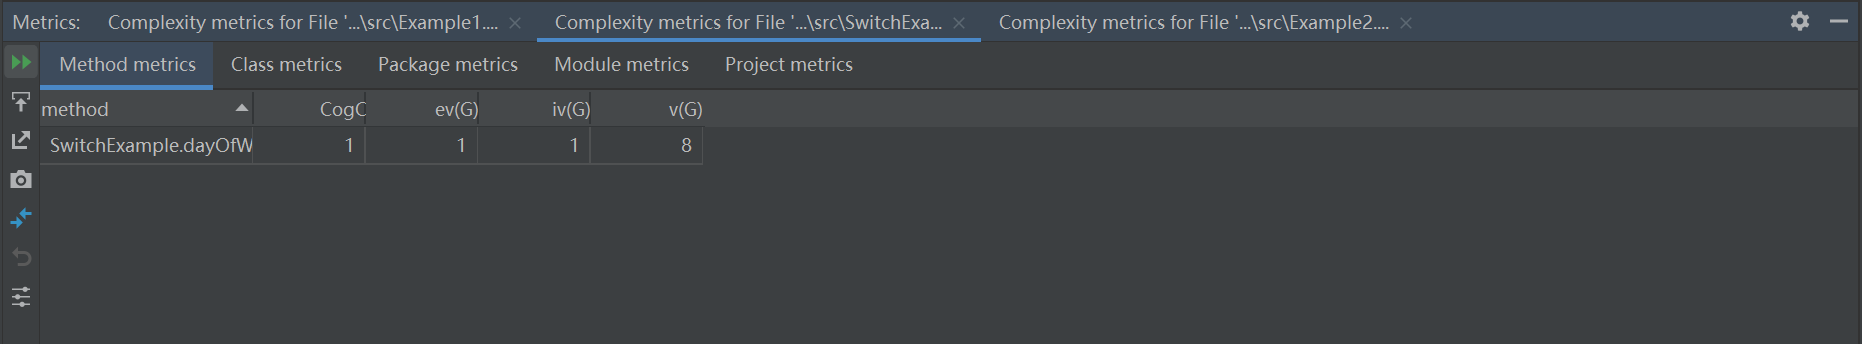 Metrics: Complexity metrics for File '...\src\Example1.... Complexity metrics for File '...\src\SwitchExa... Complexity metrics for File '...\src\Example2....
Method metrics Class metrics Package metrics Module metrics Project metrics
method CogC ev(G) iv(G) v(G)
SwitchExample.dayOfW 1 1 1 8